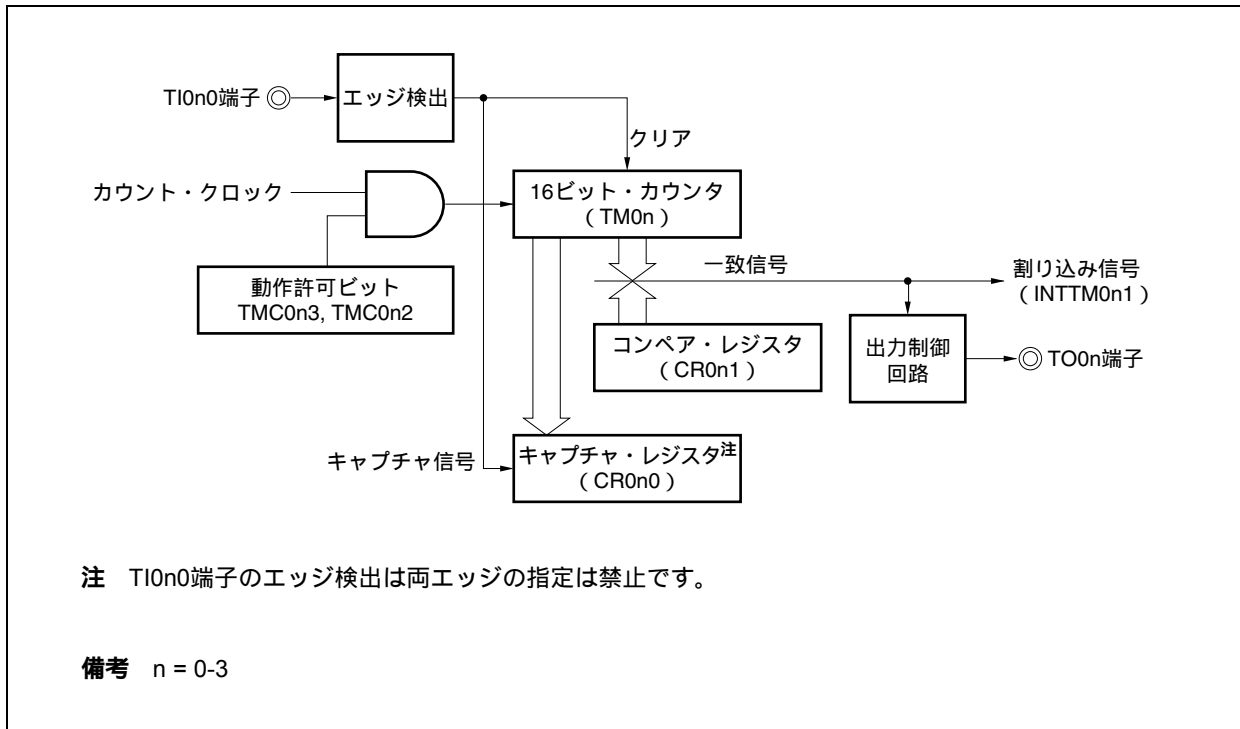 TI0n0端子
エッジ検出
クリア
カウント・クロック
16ビット・カウンタ
（TM0n）
動作許可ビット
TMC0n3, TMC0n2
一致信号
割り込み信号
（INTTM0n1）
コンペア・レジスタ
（CR0n1）
出力制御
回路
TO0n端子
キャプチャ信号
キャプチャ・レジスタ注
（CR0n0）
注　TI0n0端子のエッジ検出は両エッジの指定は禁止です。
備考　n = 0-3